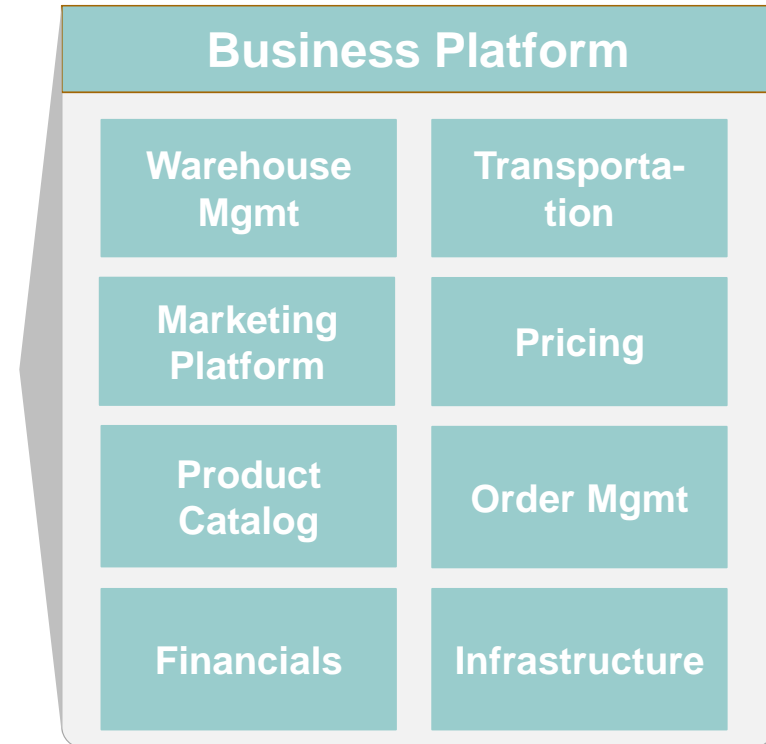 Business Platform
Warehouse
Mgmt
Transporta-
tion
Marketing
Platform
Pricing
Product
Catalog
Order Mgmt
Financials
Infrastructure